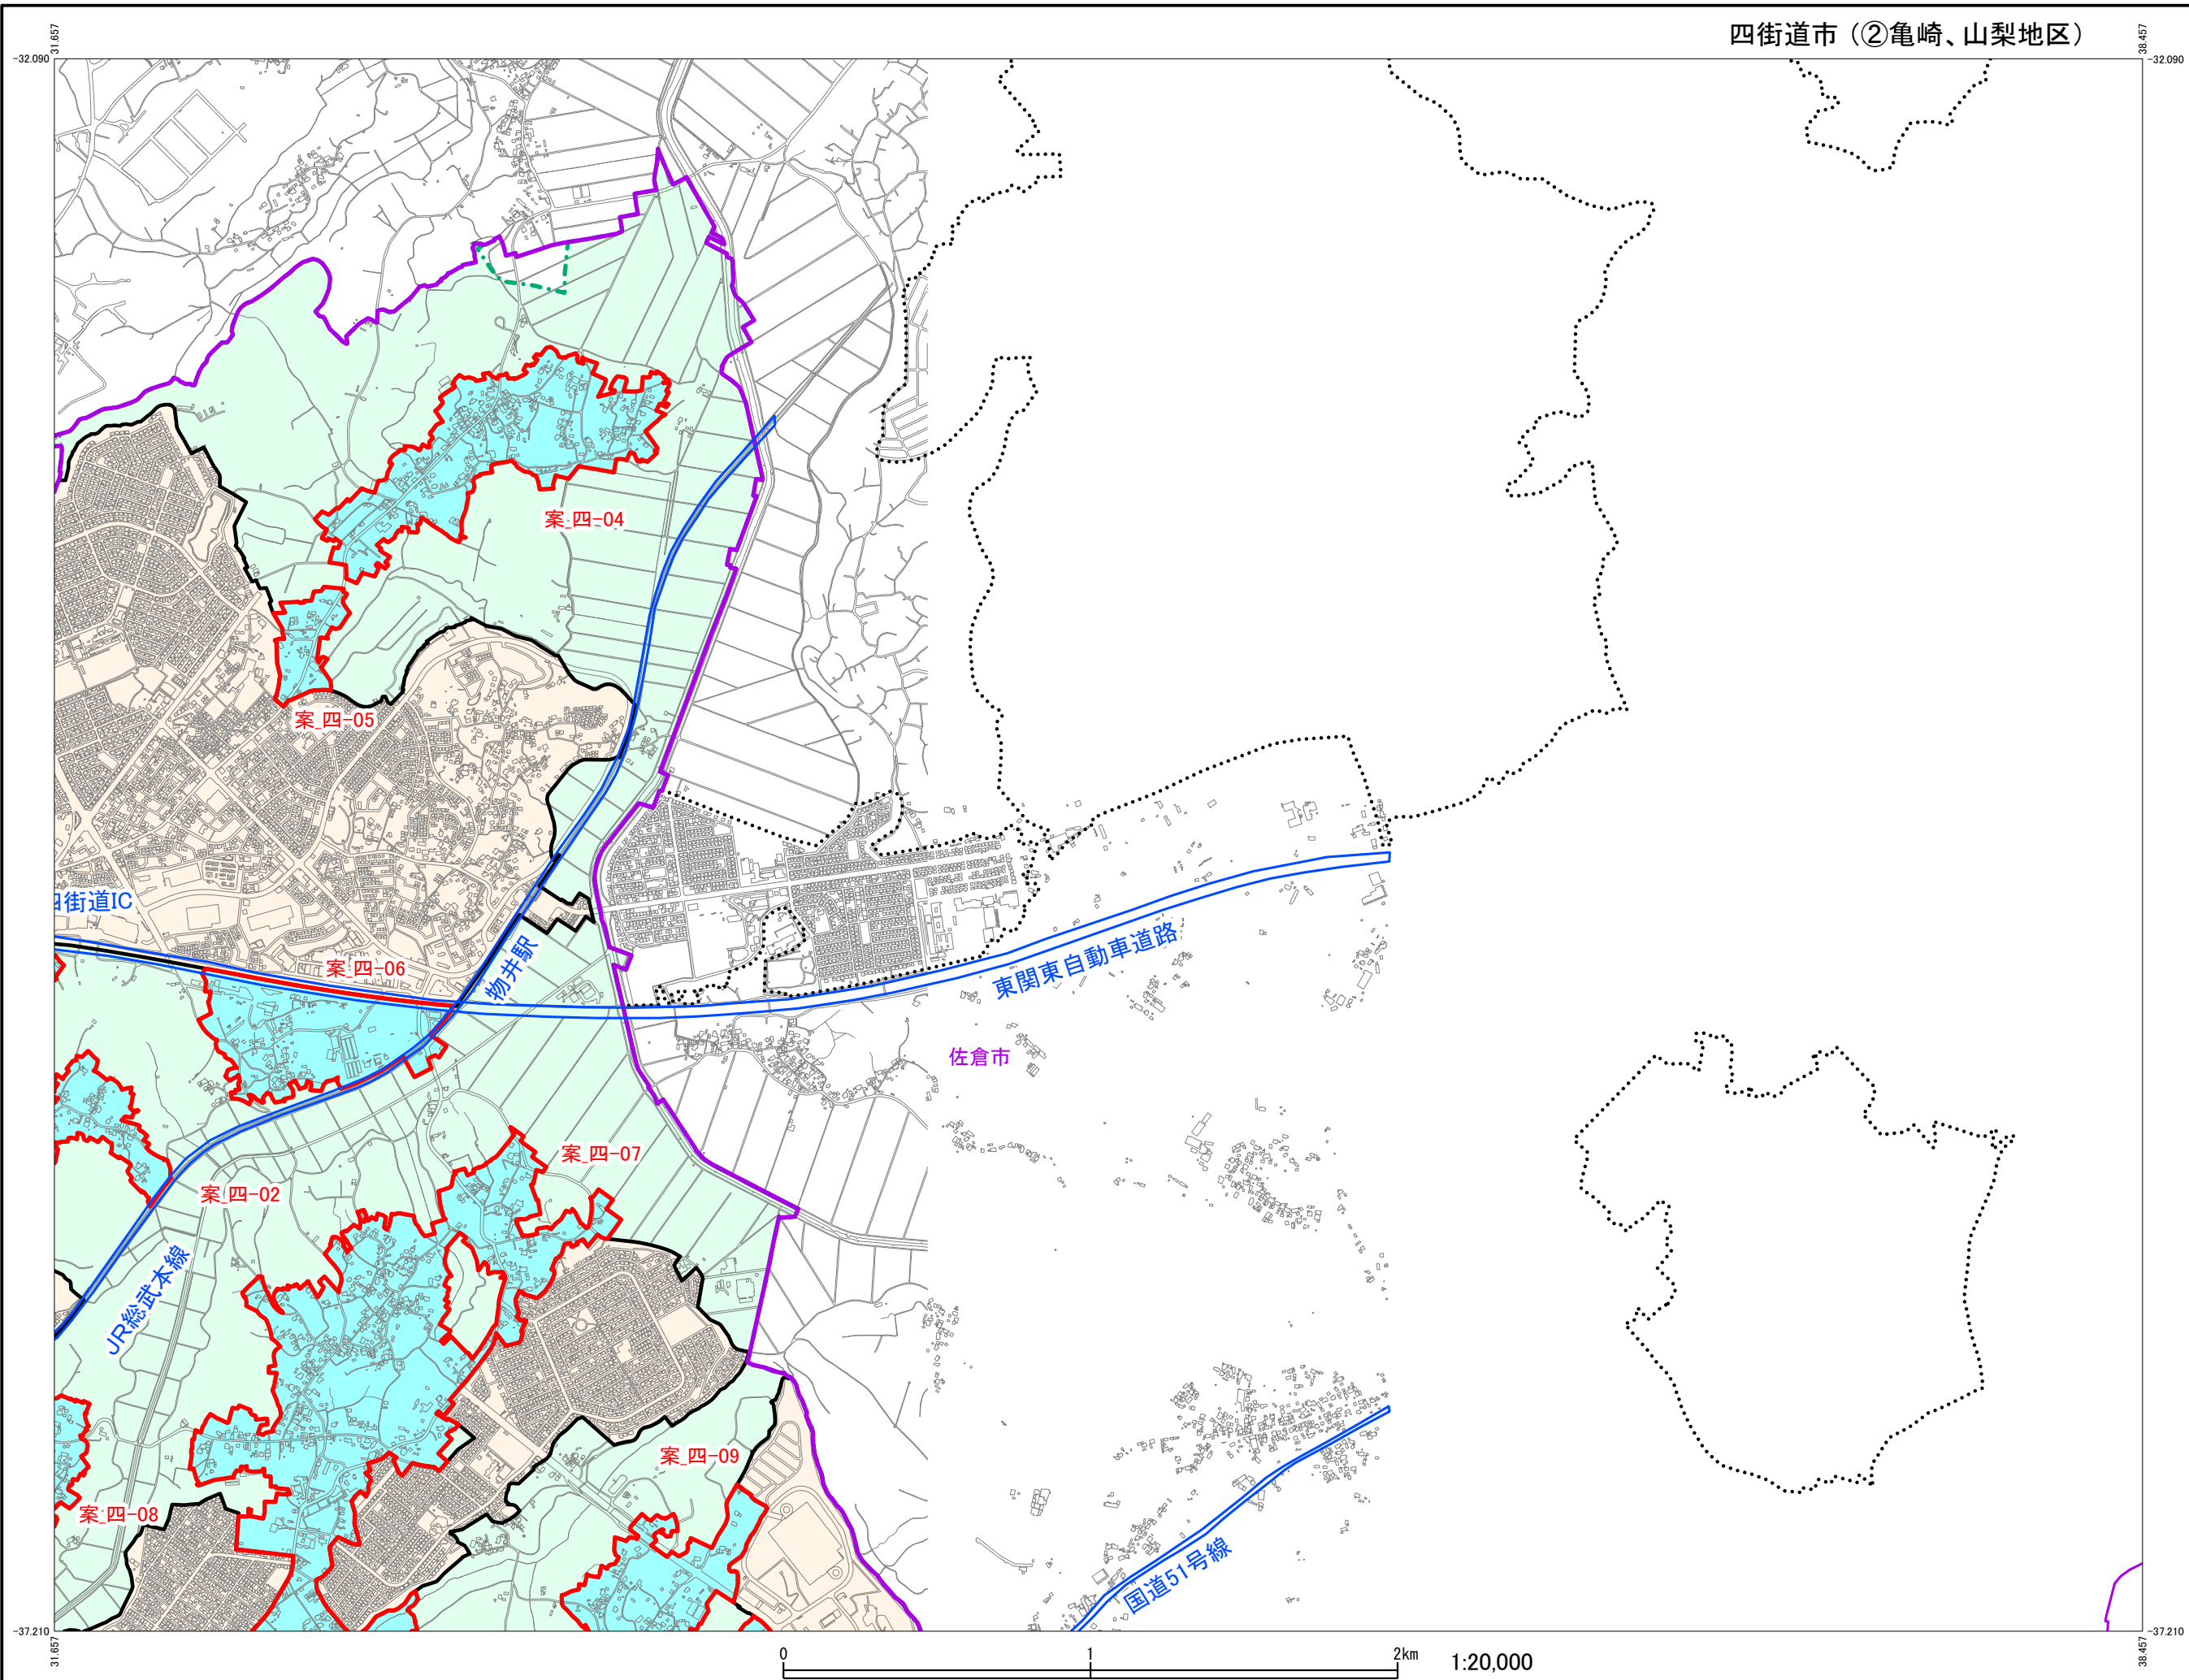 四街道市（②亀崎、山梨地区）
31.657
38.457
-32.090
-32.090
案_四-04
案_四-05
四街道IC
案_四-06
物井駅
東関東自動車道路
佐倉市
案_四-07
案_四-02
JR総武本線
案_四-09
案_四-08
国道51号線
-37.210
-37.210
31.657
38.457
0 1 2km
1:20,000